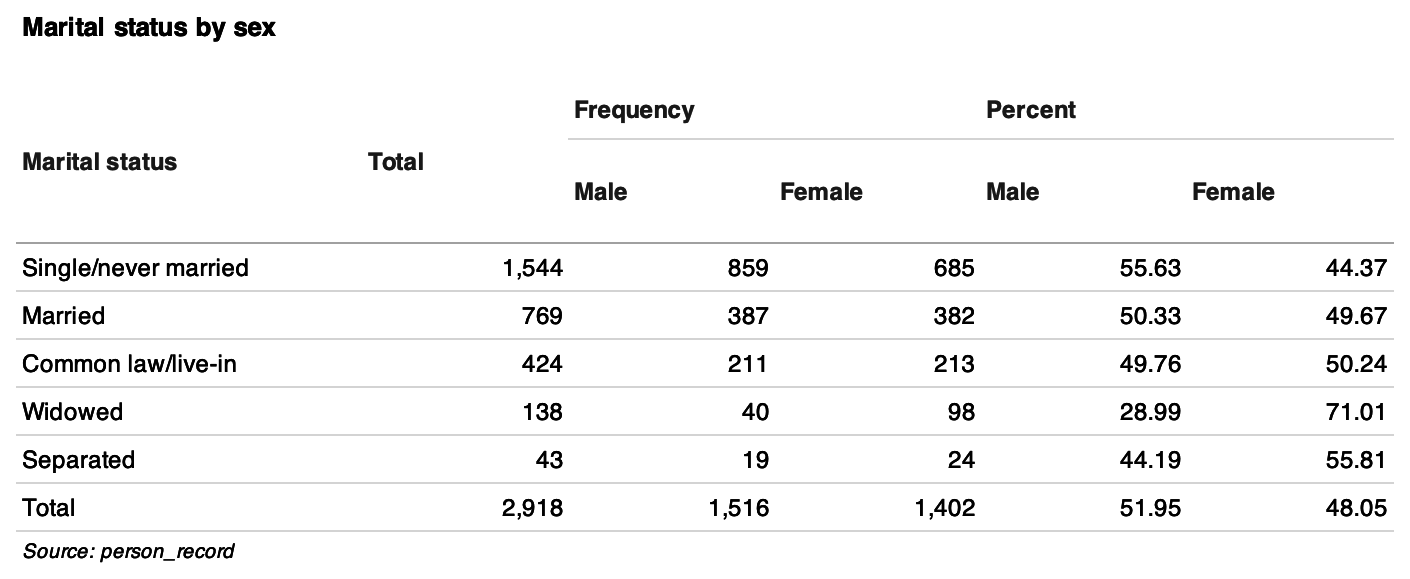 Marital status by sex
Frequency Percent
Marital status Total
Male Female Male Female
Single/never married 1,544 859 685 55.63 44.37
Married 769 387 382 50.33 49.67
Common law/live-in 424 211 213 49.76 50.24
Widowed 138 40 98 28.99 71.01
Separated 43 19 24 44.19 55.81
Total 2,918 1,516 1,402 51.95 48.05
Source: person_record